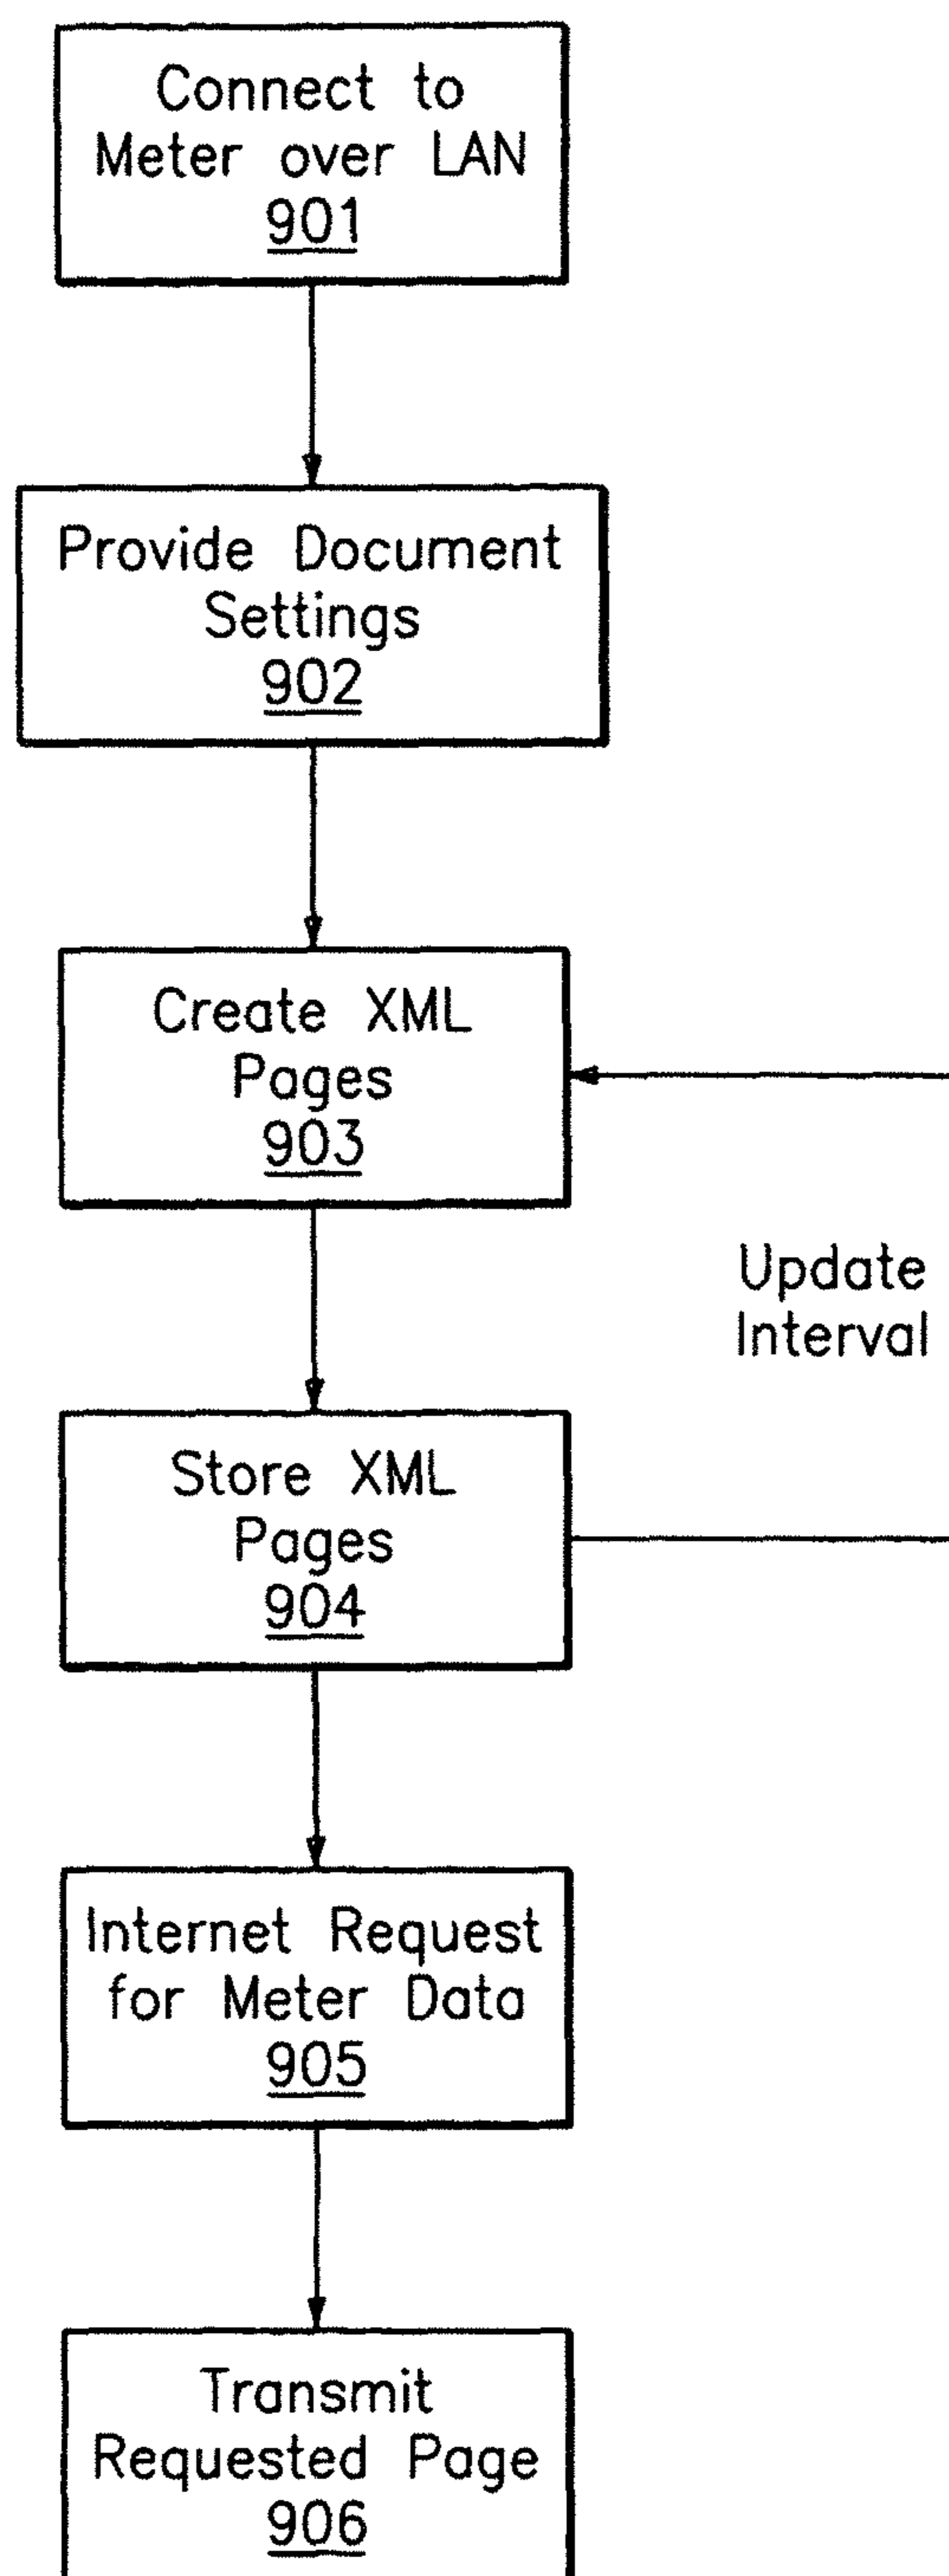 Connect to
Meter over LAN
901
Provide Document
Settings
902
Create XML
Pages
903
Update
Interval
Store XML
Pages
904
Internet Request
for Meter Data
905
Transmit
Requested Page
906